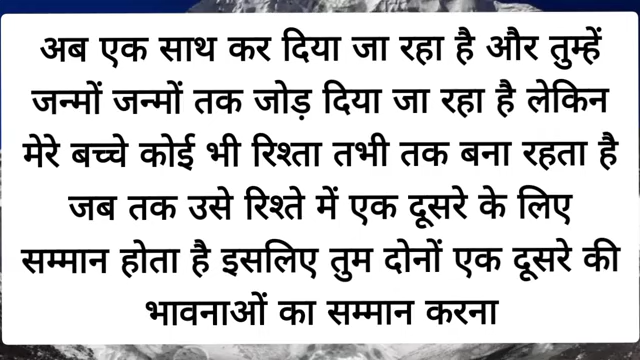 अब एक साथ कर दिया जा रहा है और तुम्हें
जन्मों जन्मों तक जोड़ दिया जा रहा है लेकिन
मेरे बच्चे कोई भी रिश्ता तभी तक बना रहता है
जब तक उसे रिश्ते में एक दूसरे के लिए
सम्मान होता है इसलिए तुम दोनों एक दूसरे की
भावनाओं का सम्मान करना